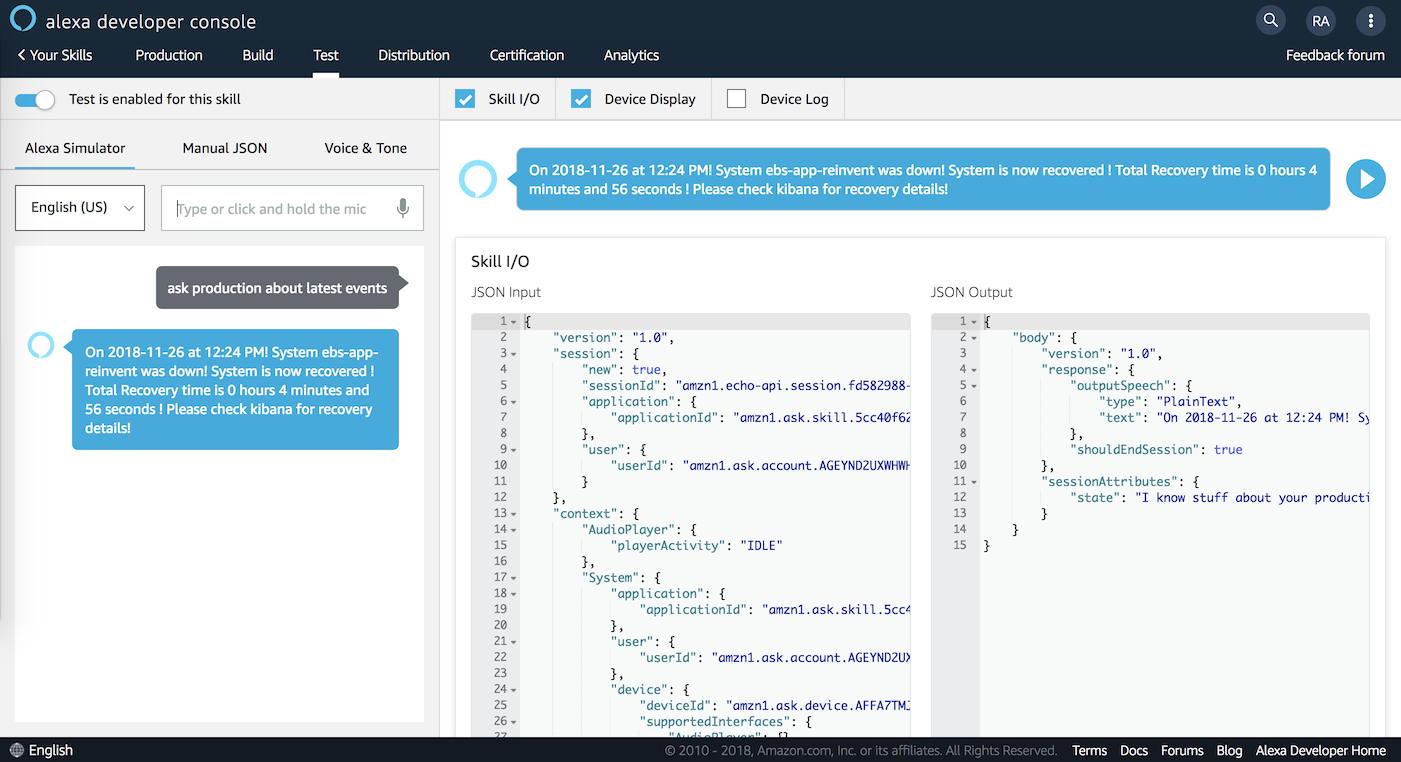 alexa developer console
RA
Your Skills Production Build Test Distribution Certification Analytics Feedback forum
Test is enabled for this skill
Skill I/O Device Display Device Log
Alexa Simulator Manual JSON Voice & Tone
English (US)
Type or click and hold the mic
ask production about latest events
On 2018-11-26 at 12:24 PM! System ebs-app-
reinvent was down! System is now recovered !
Total Recovery time is 0 hours 4 minutes and
56 seconds ! Please check kibana for recovery
details!
On 2018-11-26 at 12:24 PM! System ebs-app-reinvent was down! System is now recovered ! Total Recovery time is 0 hours 4
minutes and 56 seconds ! Please check kibana for recovery details!
Skill I/O
JSON Input
1 {
2 "version": "1.0",
3 "session": {
4 "new": true,
5 "sessionId": "amzn1.echo-api.session.fd582988-
6 "application": {
7 "applicationId": "amzn1.ask.skill.5cc40f62
8 },
9 "user": {
10 "userId": "amzn1.ask.account.AGEYND2UXWHWH
11 }
12 },
13 "context": {
14 "AudioPlayer": {
15 "playerActivity": "IDLE"
16 },
17 "System": {
18 "application": {
19 "applicationId": "amzn1.ask.skill.5cc4
20 },
21 "user": {
22 "userId": "amzn1.ask.account.AGEYND2UX
23 },
24 "device": {
25 "deviceId": "amzn1.ask.device.AFFA7TMJ
26 "supportedInterfaces": {
27 "AudioPlayer": {}
JSON Output
1 {
2 "body": {
3 "version": "1.0",
4 "response": {
5 "outputSpeech": {
6 "type": "PlainText",
7 "text": "On 2018-11-26 at 12:24 PM! Sy
8 },
9 "shouldEndSession": true
10 },
11 "sessionAttributes": {
12 "state": "I know stuff about your producti
13 }
14 }
15 }
English
© 2010 - 2018, Amazon.com, Inc. or its affiliates. All Rights Reserved. Terms Docs Forums Blog Alexa Developer Home